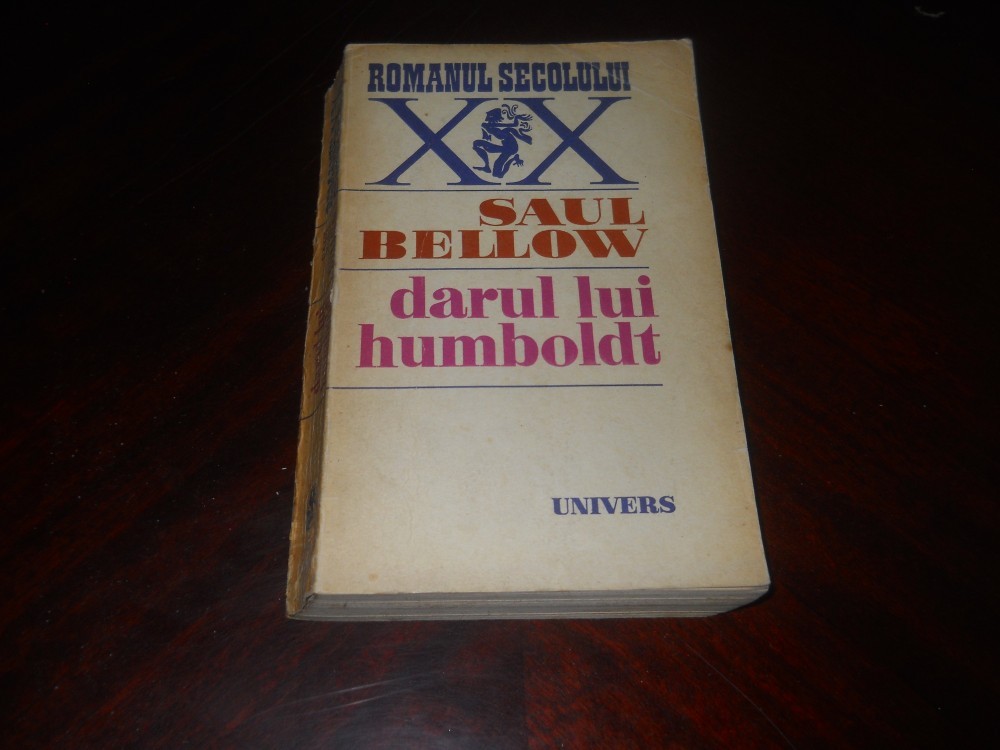 ROMANUL SECOLULUI
XX
SAUL
BELLOW
darul lui
humboldt
UNIVERS